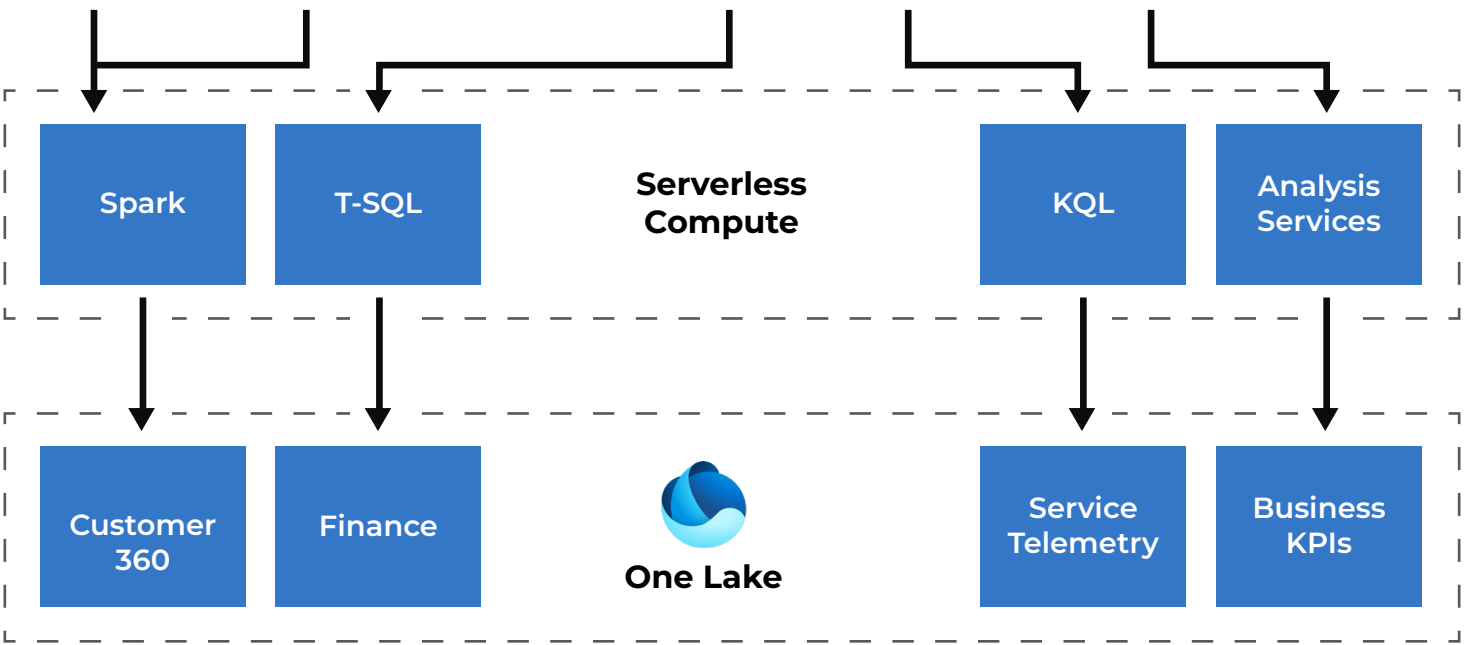 Spark
T-SQL
Serverless
Compute
KQL
Analysis
Services
Customer
360
Finance
One Lake
Service
Telemetry
Business
KPIs